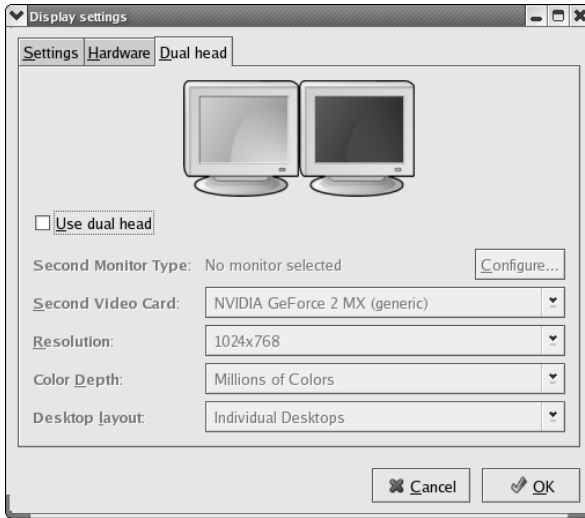 Display settings
Settings Hardware Dual head
Use dual head
Second Monitor Type: No monitor selected Configure...
Second Video Card: NVIDIA GeForce 2 MX (generic)
Resolution: 1024x768
Color Depth: Millions of Colors
Desktop layout: Individual Desktops
Cancel OK